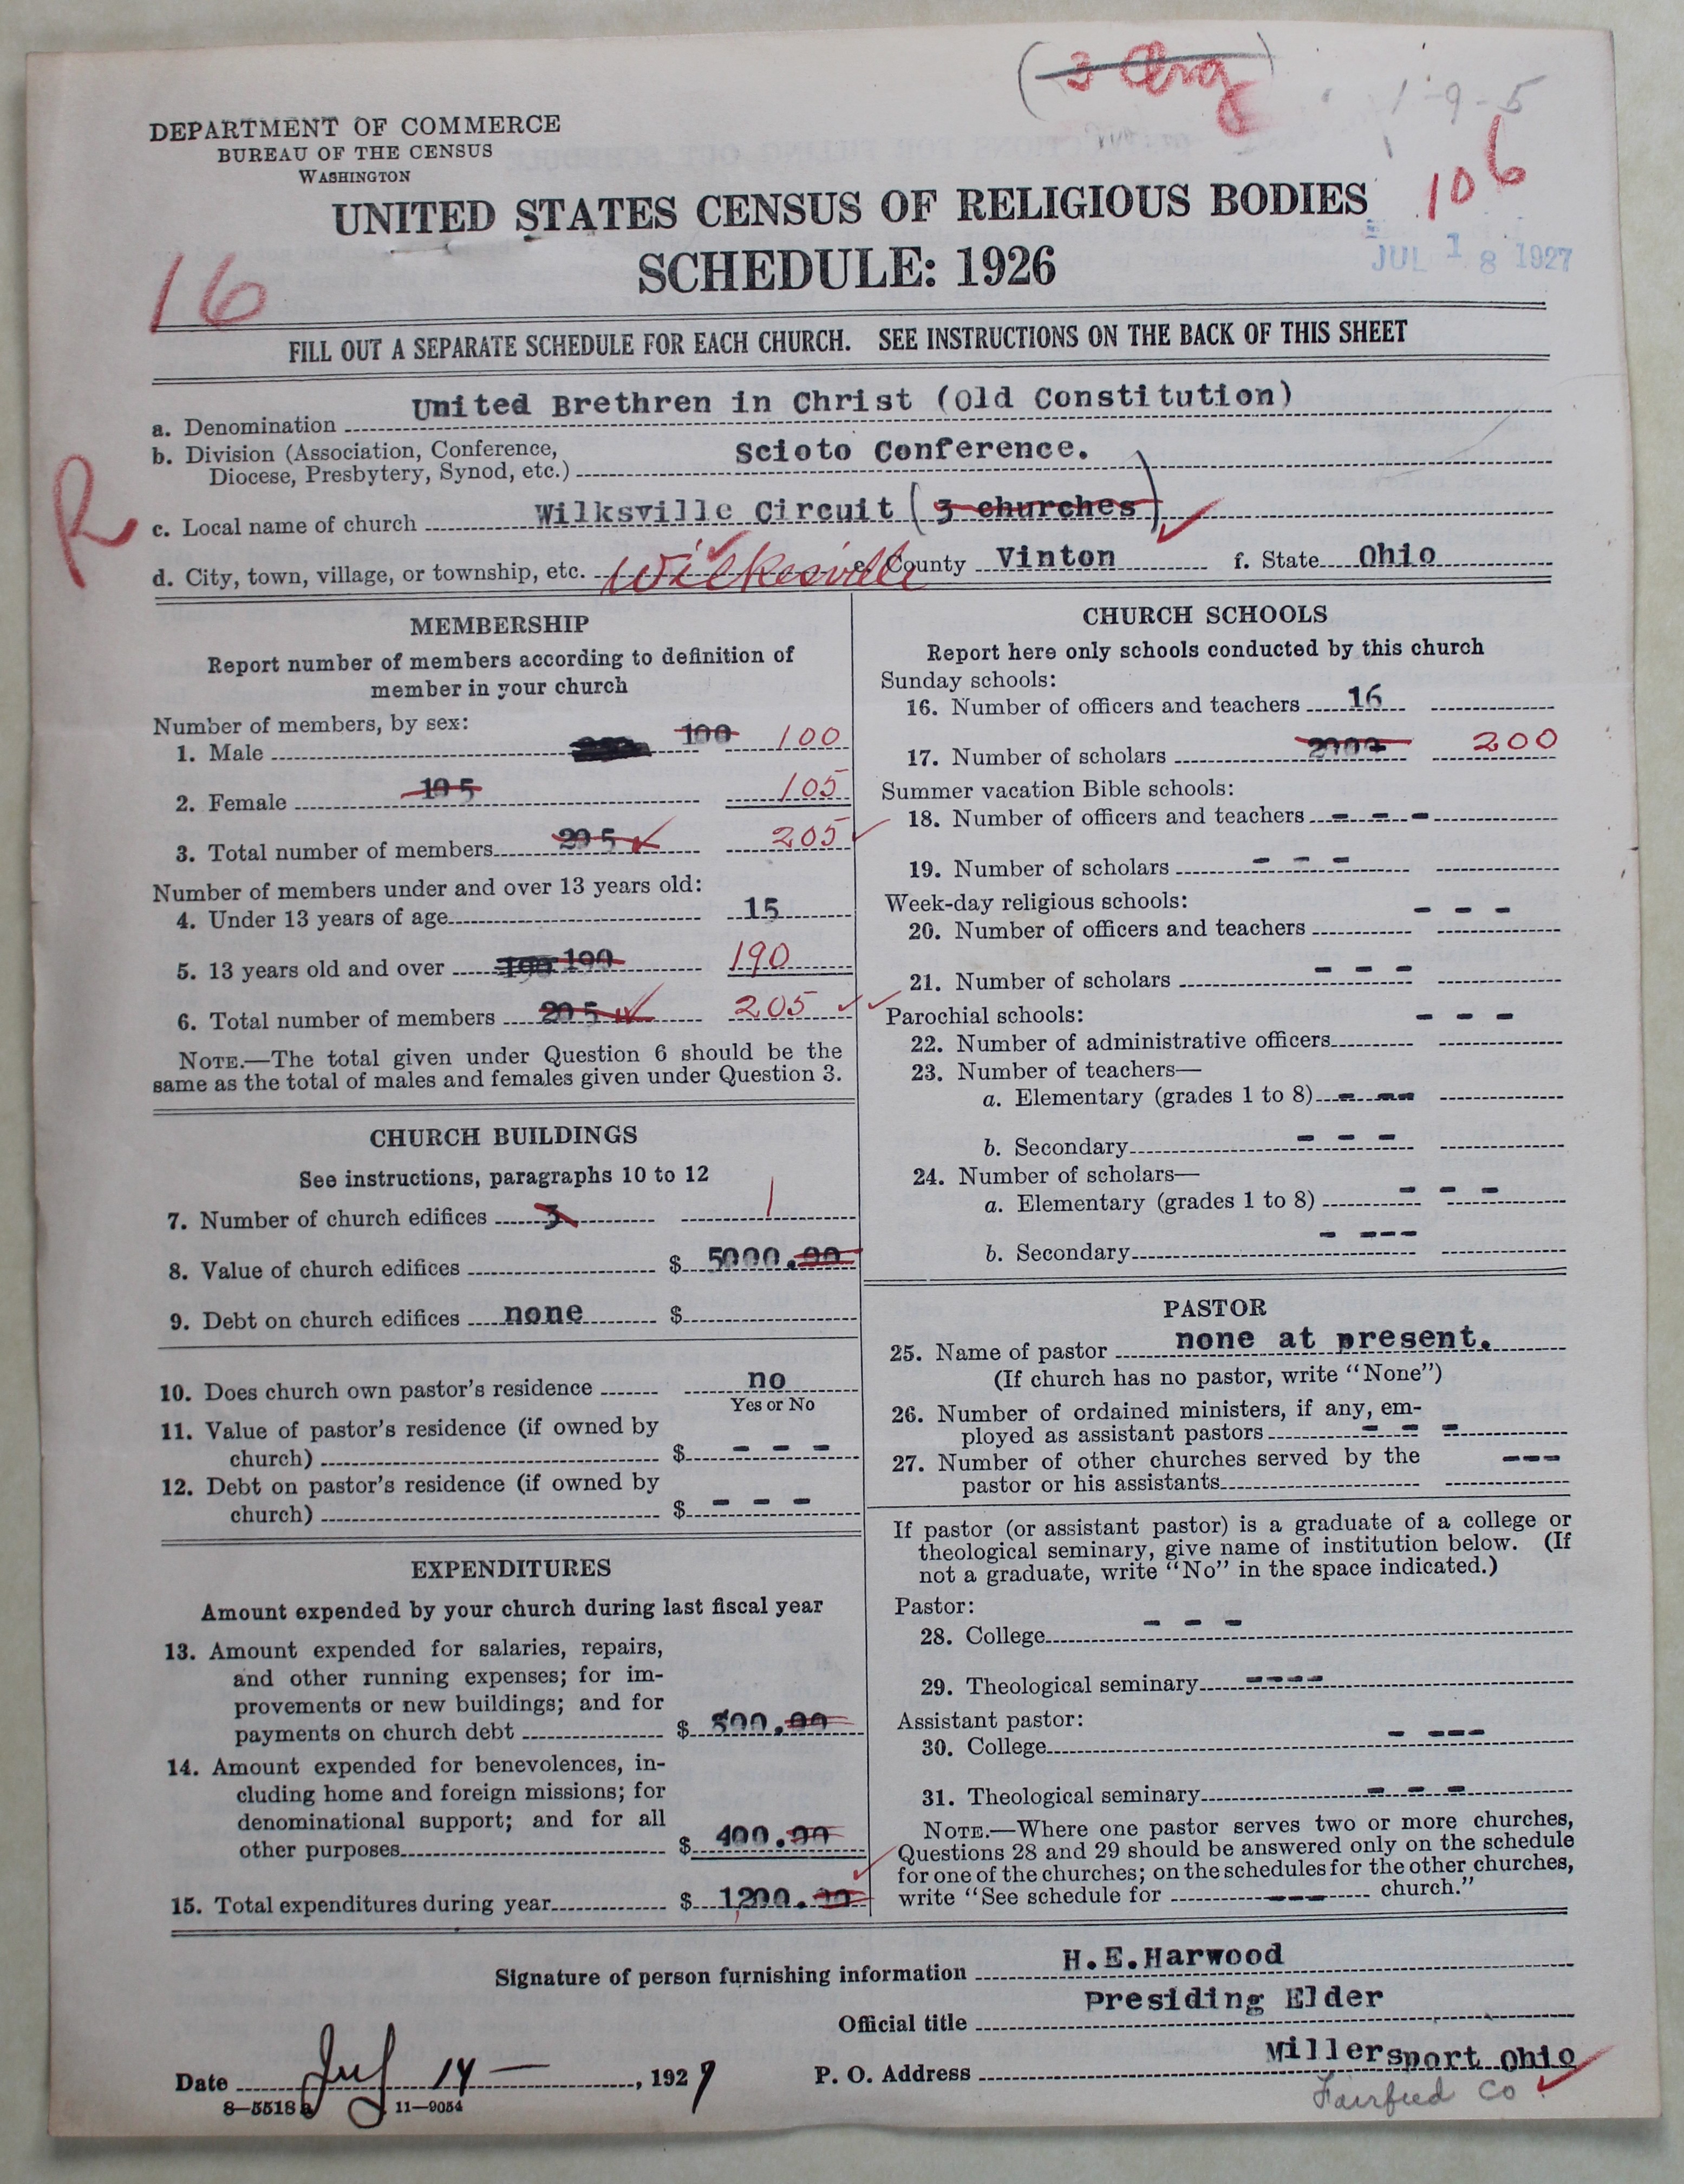 (3 Chrg)
1-9-5
106
DEPARTMENT OF COMMERCE
BUREAU OF THE CENSUS
WASHINGTON
UNITED STATES CENSUS OF RELIGIOUS BODIES
SCHEDULE: 1926
JUL 18 1927
16
FILL OUT A SEPARATE SCHEDULE FOR EACH CHURCH. SEE INSTRUCTIONS ON THE BACK OF THIS SHEET
a. Denomination United Brethren in Christ (Old Constitution)
b. Division (Association, Conference, Diocese, Presbytery, Synod, etc.) Scioto Conference.
R
c. Local name of church Wilksville Circuit (3 churches)
d. City, town, village, or township, etc. Wilkesville e. County Vinton f. State Ohio
MEMBERSHIP
Report number of members according to definition of
member in your church
Number of members, by sex:
1. Male 100 100
2. Female 105 105
3. Total number of members 205 205
Number of members under and over 13 years old:
4. Under 13 years of age 15
5. 13 years old and over 190 190
6. Total number of members 205 205
NOTE.—The total given under Question 6 should be the
same as the total of males and females given under Question 3.
CHURCH BUILDINGS
See instructions, paragraphs 10 to 12
7. Number of church edifices 3 1
8. Value of church edifices $ 5000.00
9. Debt on church edifices none $
10. Does church own pastor's residence no
Yes or No
11. Value of pastor's residence (if owned by
church) $ - - -
12. Debt on pastor's residence (if owned by
church) $ - - -
EXPENDITURES
Amount expended by your church during last fiscal year
13. Amount expended for salaries, repairs,
and other running expenses; for im-
provements or new buildings; and for
payments on church debt $ 800.00
14. Amount expended for benevolences, in-
cluding home and foreign missions; for
denominational support; and for all
other purposes $ 400.00
15. Total expenditures during year $ 1200.00
CHURCH SCHOOLS
Report here only schools conducted by this church
Sunday schools:
16. Number of officers and teachers 16
17. Number of scholars 2000 200
Summer vacation Bible schools:
18. Number of officers and teachers - - -
19. Number of scholars - - -
Week-day religious schools:
20. Number of officers and teachers - - -
21. Number of scholars - - -
Parochial schools:
22. Number of administrative officers - - -
23. Number of teachers—
a. Elementary (grades 1 to 8) - --
b. Secondary - - -
24. Number of scholars—
a. Elementary (grades 1 to 8) - - -
b. Secondary - ---
PASTOR
25. Name of pastor none at present.
(If church has no pastor, write "None")
26. Number of ordained ministers, if any, em-
ployed as assistant pastors - - -
27. Number of other churches served by the
pastor or his assistants ---
If pastor (or assistant pastor) is a graduate of a college or
theological seminary, give name of institution below. (If
not a graduate, write "No" in the space indicated.)
Pastor:
28. College - - -
29. Theological seminary ----
Assistant pastor:
30. College - ---
31. Theological seminary - - -
NOTE.—Where one pastor serves two or more churches,
Questions 28 and 29 should be answered only on the schedule
for one of the churches; on the schedules for the other churches,
write "See schedule for --- church."
Signature of person furnishing information H.E.Harwood
Official title Presiding Elder
Date July 14 — , 1927 P. O. Address Millersport Ohio
Fairfield Co
8—5518 a 11—9054